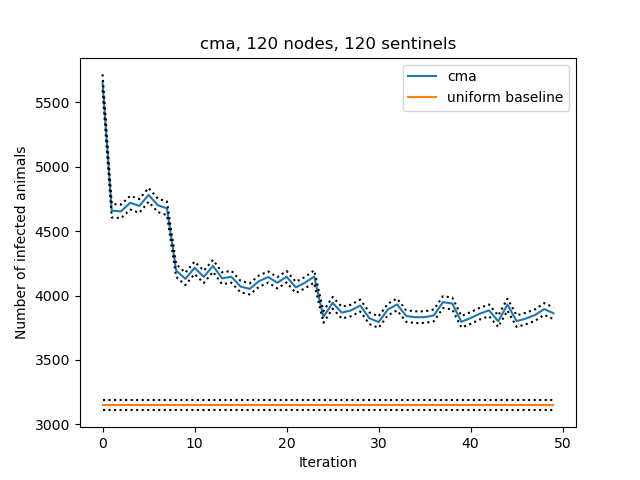 cma, 120 nodes, 120 sentinels
cma
uniform baseline
Number of infected animals
5500
5000
4500
4000
3500
3000
0 10 20 30 40 50
Iteration